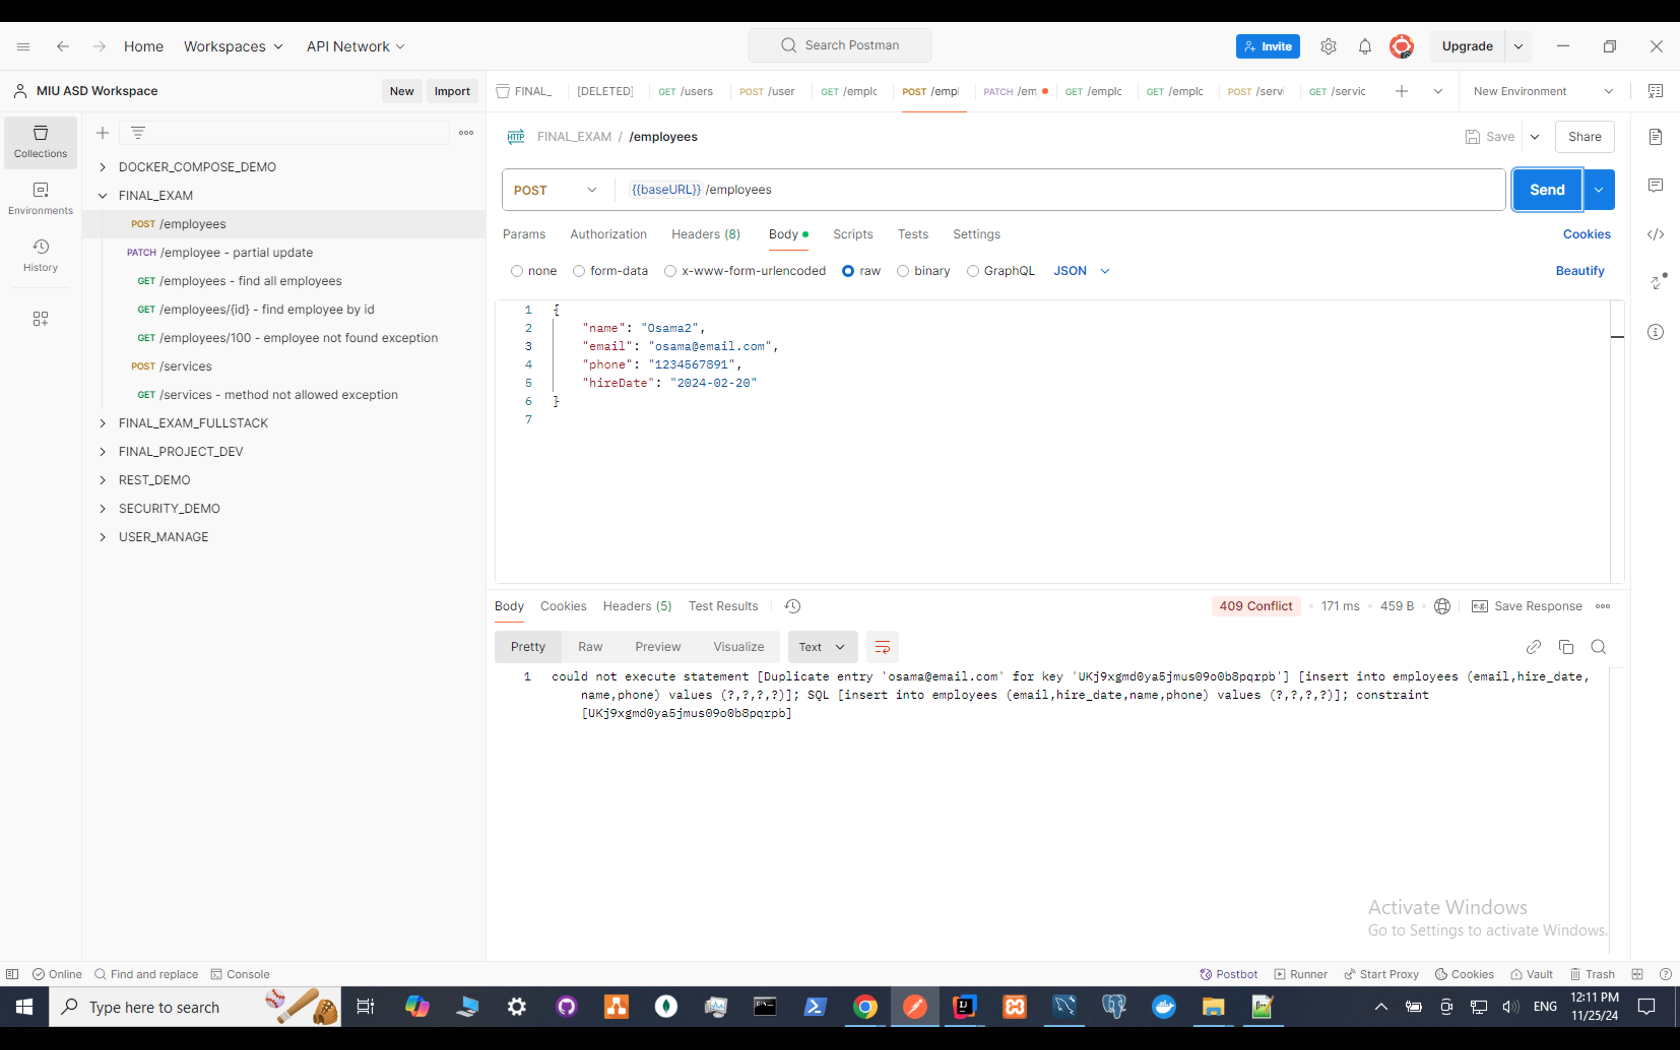 Home
Workspaces
API Network
Search Postman
Invite
Upgrade
MIU ASD Workspace
New
Import
FINAL_
[DELETED]
GET /users
POST /user
GET /emplc
POST /empl
PATCH /em
GET /emplc
GET /emplc
POST /servi
GET /servic
New Environment
Collections
Environments
History
DOCKER_COMPOSE_DEMO
FINAL_EXAM
POST /employees
PATCH /employee - partial update
GET /employees - find all employees
GET /employees/{id} - find employee by id
GET /employees/100 - employee not found exception
POST /services
GET /services - method not allowed exception
FINAL_EXAM_FULLSTACK
FINAL_PROJECT_DEV
REST_DEMO
SECURITY_DEMO
USER_MANAGE
HTTP FINAL_EXAM / /employees
Save
Share
POST
{{baseURL}} /employees
Send
Params
Authorization
Headers (8)
Body
Scripts
Tests
Settings
Cookies
none
form-data
x-www-form-urlencoded
raw
binary
GraphQL
JSON
Beautify
1 {
2 "name": "Osama2",
3 "email": "osama@email.com",
4 "phone": "1234567891",
5 "hireDate": "2024-02-20"
6 }
7
Body
Cookies
Headers (5)
Test Results
409 Conflict
171 ms
459 B
e.g. Save Response
Pretty
Raw
Preview
Visualize
Text
1 could not execute statement [Duplicate entry 'osama@email.com' for key 'UKj9xgmd0ya5jmus09o0b8pqrpb'] [insert into employees (email,hire_date,
name,phone) values (?,?,?,?)]; SQL [insert into employees (email,hire_date,name,phone) values (?,?,?,?)]; constraint
[UKj9xgmd0ya5jmus09o0b8pqrpb]
Activate Windows
Go to Settings to activate Windows.
Online
Find and replace
Console
Postbot
Runner
Start Proxy
Cookies
Vault
Trash
Type here to search
ENG
12:11 PM
11/25/24